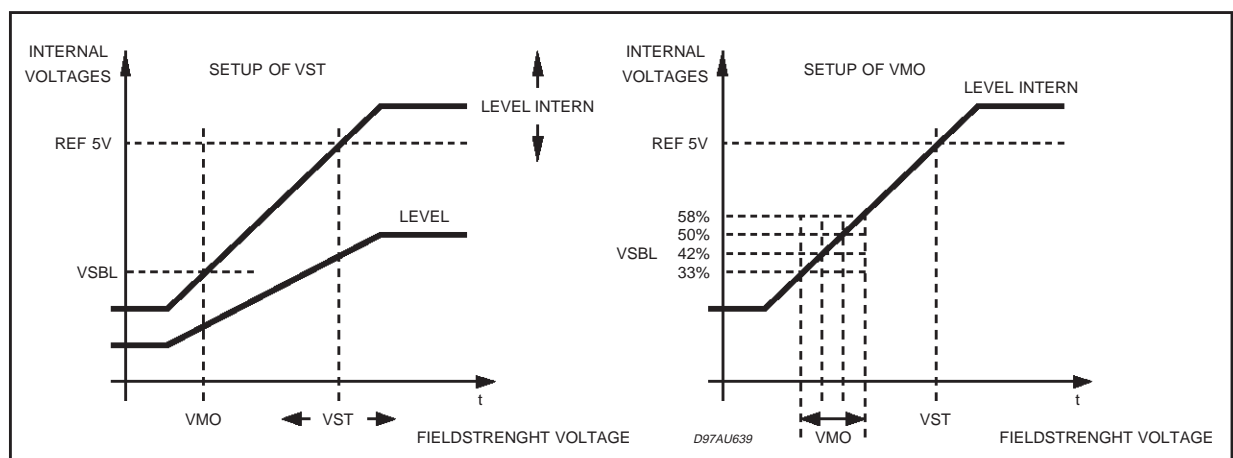 INTERNAL
VOLTAGES
SETUP OF VST
LEVEL INTERN
REF 5V
LEVEL
VSBL
t
VMO
VST
FIELDSTRENGHT VOLTAGE
INTERNAL
VOLTAGES
SETUP OF VMO
LEVEL INTERN
REF 5V
58%
50%
VSBL 42%
33%
t
D97AU639
VMO
VST
FIELDSTRENGHT VOLTAGE